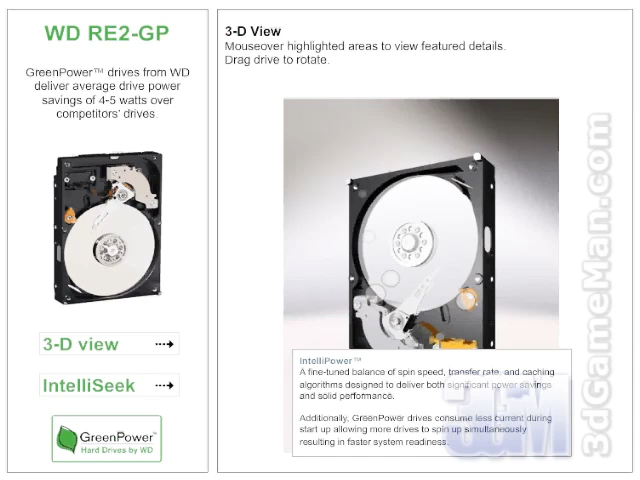 WD RE2-GP
GreenPower™ drives from WD
deliver average drive power
savings of 4-5 watts over
competitors' drives.
3-D view
IntelliSeek
GreenPower™
Hard Drives by WD
3-D View
Mouseover highlighted areas to view featured details.
Drag drive to rotate.
IntelliPower™
A fine-tuned balance of spin speed, transfer rate, and caching
algorithms designed to deliver both significant power savings
and solid performance.
Additionally, GreenPower drives consume less current during
start up allowing more drives to spin up simultaneously
resulting in faster system readiness.
3DGM
3dGameMan.com